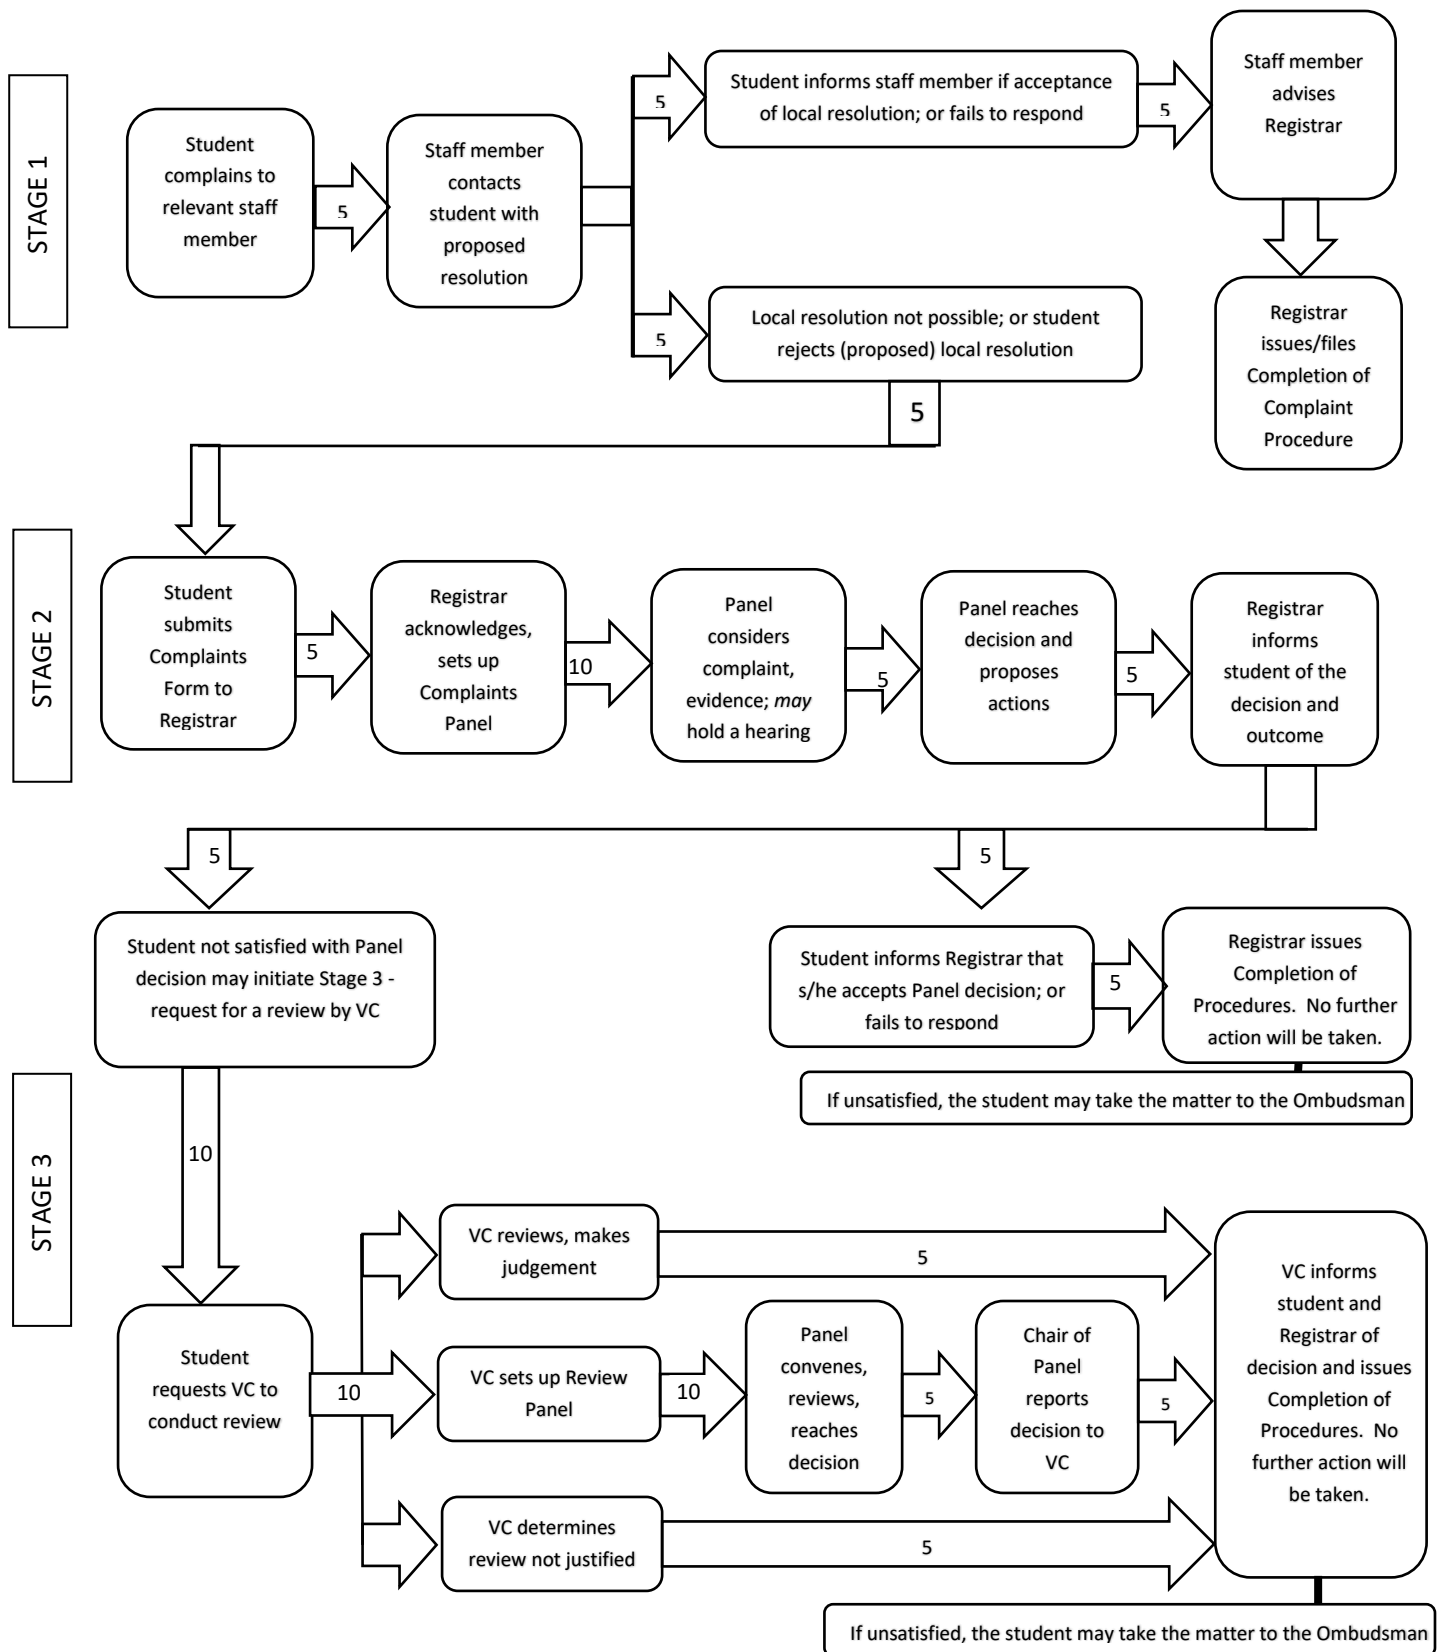 STAGE 1
Student
complains to
relevant staff
member
5
Staff member
contacts
student with
proposed
resolution
5
Student informs staff member if acceptance
of local resolution; or fails to respond
5
Staff member
advises
Registrar
Registrar
issues/files
Completion of
Complaint
Procedure
5
Local resolution not possible; or student
rejects (proposed) local resolution
5
STAGE 2
Student
submits
Complaints
Form to
Registrar
5
Registrar
acknowledges,
sets up
Complaints
Panel
10
Panel
considers
complaint,
evidence; may
hold a hearing
5
Panel reaches
decision and
proposes
actions
5
Registrar
informs
student of the
decision and
outcome
5
5
Student not satisfied with Panel
decision may initiate Stage 3 -
request for a review by VC
Student informs Registrar that
s/he accepts Panel decision; or
fails to respond
5
Registrar issues
Completion of
Procedures. No further
action will be taken.
If unsatisfied, the student may take the matter to the Ombudsman
STAGE 3
10
Student
requests VC to
conduct review
10
VC reviews, makes
judgement
5
VC sets up Review
Panel
10
Panel
convenes,
reviews,
reaches
decision
5
Chair of
Panel
reports
decision to
VC
5
VC determines
review not justified
5
VC informs
student and
Registrar of
decision and issues
Completion of
Procedures. No
further action will
be taken.
If unsatisfied, the student may take the matter to the Ombudsman